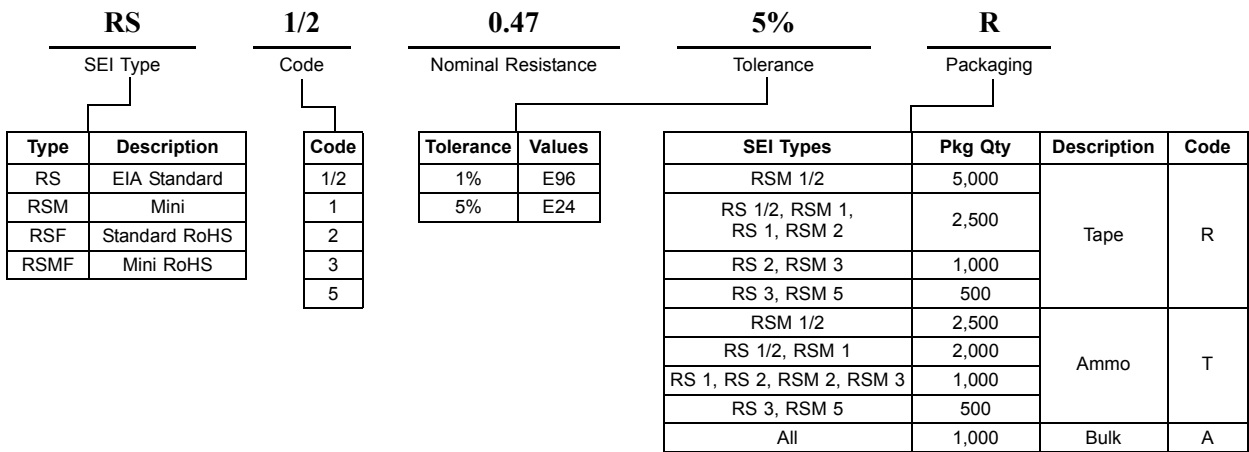 RS 1/2 0.47 5% R
SEI Type Code Nominal Resistance Tolerance Packaging
Type Description
RS EIA Standard
RSM Mini
RSF Standard RoHS
RSMF Mini RoHS
Code
1/2
1
2
3
5
Tolerance Values
1% E96
5% E24
SEI Types Pkg Qty Description Code
RSM 1/2 5,000
RS 1/2, RSM 1,
RS 1, RSM 2 2,500
Tape R
RS 2, RSM 3 1,000
RS 3, RSM 5 500
RSM 1/2 2,500
RS 1/2, RSM 1 2,000
Ammo T
RS 1, RS 2, RSM 2, RSM 3 1,000
RS 3, RSM 5 500
All 1,000 Bulk A